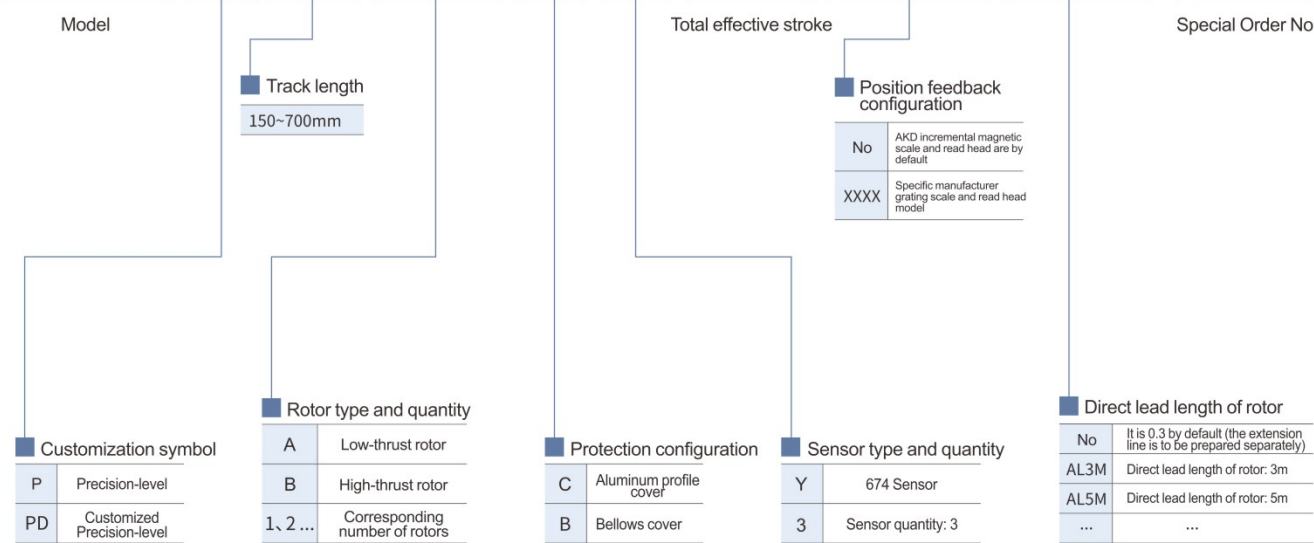 Model
Total effective stroke
Special Order No
Track length
150~700mm
Position feedback
configuration
No
AKD incremental magnetic
scale and read head are by
default
XXXX
Specific manufacturer
grating scale and read head
model
Customization symbol
P
Precision-level
PD
Customized
Precision-level
Rotor type and quantity
A
Low-thrust rotor
B
High-thrust rotor
1、2...
Corresponding
number of rotors
Protection configuration
C
Aluminum profile
cover
B
Bellows cover
Sensor type and quantity
Y
674 Sensor
3
Sensor quantity: 3
Direct lead length of rotor
No
It is 0.3 by default (the extension
line is to be prepared separately)
AL3M
Direct lead length of rotor: 3m
AL5M
Direct lead length of rotor: 5m
...
...